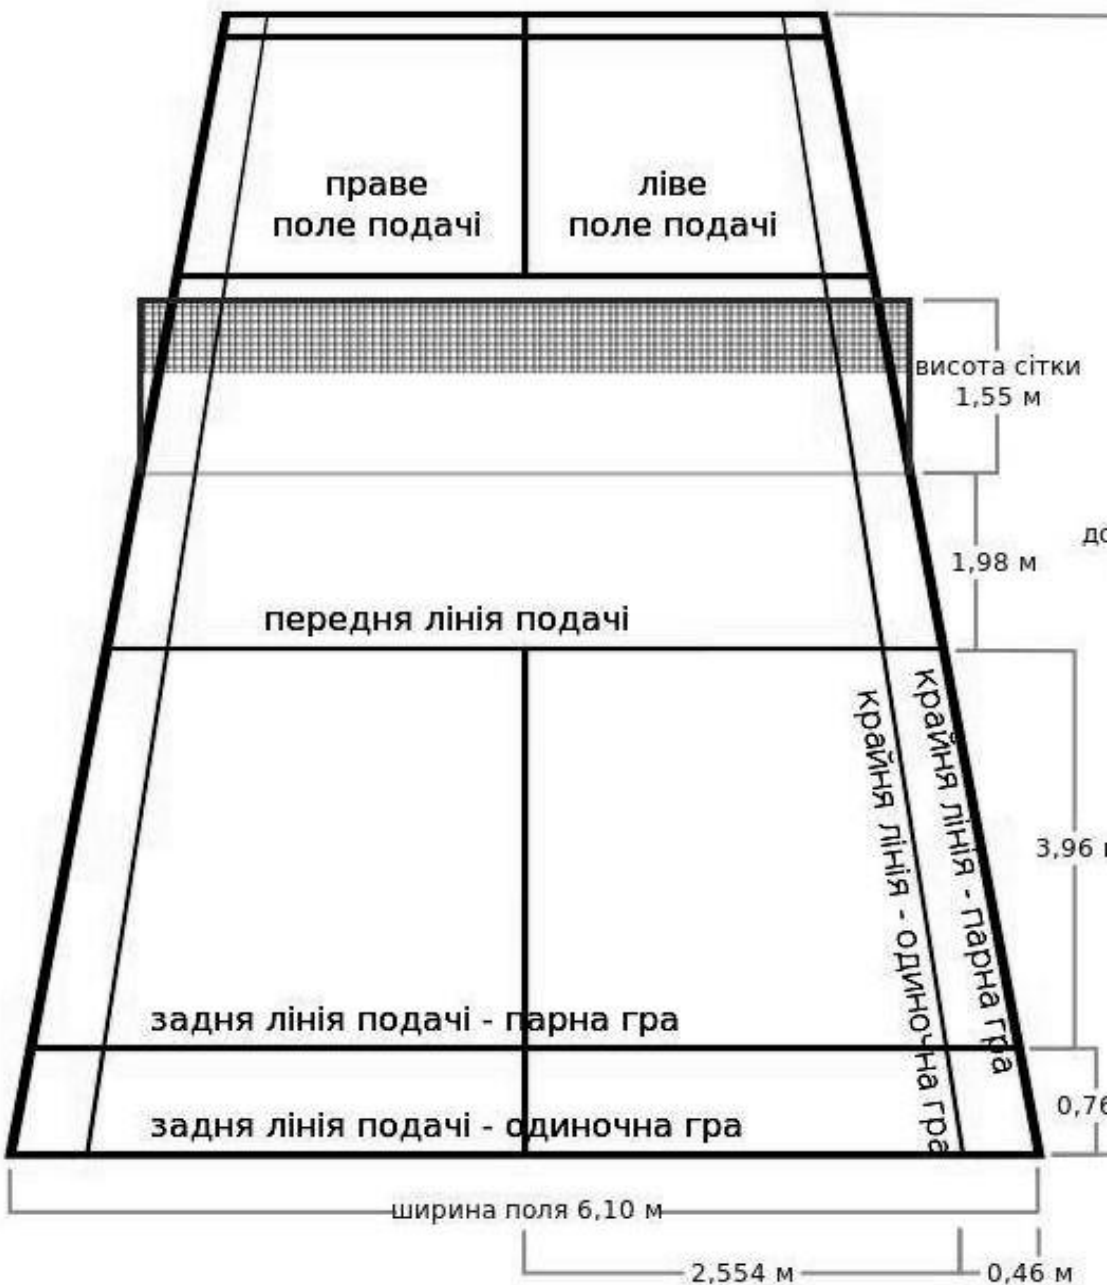 праве
поле подачі
ліве
поле подачі
висота сітки
1,55 м
1,98 м
передня лінія подачі
крайня лінія - одиночна гра
крайня лінія - парна гра
3,96
задня лінія подачі - парна гра
0,76
задня лінія подачі - одиночна гра
ширина поля 6,10 м
2,554 м
0,46 м